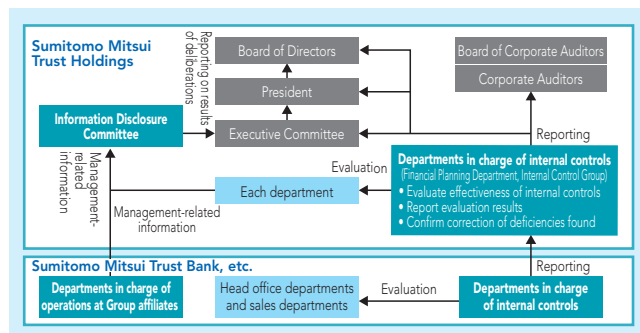 Sumitomo Mitsui
Trust Holdings
Reporting on results
of deliberations
Board of Directors
President
Executive Committee
Board of Corporate Auditors
Corporate Auditors
Information Disclosure
Committee
Reporting
Management-
related
information
Evaluation
Each department
Management-related
information
Departments in charge of internal controls
(Financial Planning Department, Internal Control Group)
• Evaluate effectiveness of internal controls
• Report evaluation results
• Confirm correction of deficiencies found
Sumitomo Mitsui Trust Bank, etc.
Reporting
Departments in charge of
operations at Group affiliates
Head office departments
and sales departments
Evaluation
Departments in charge
of internal controls